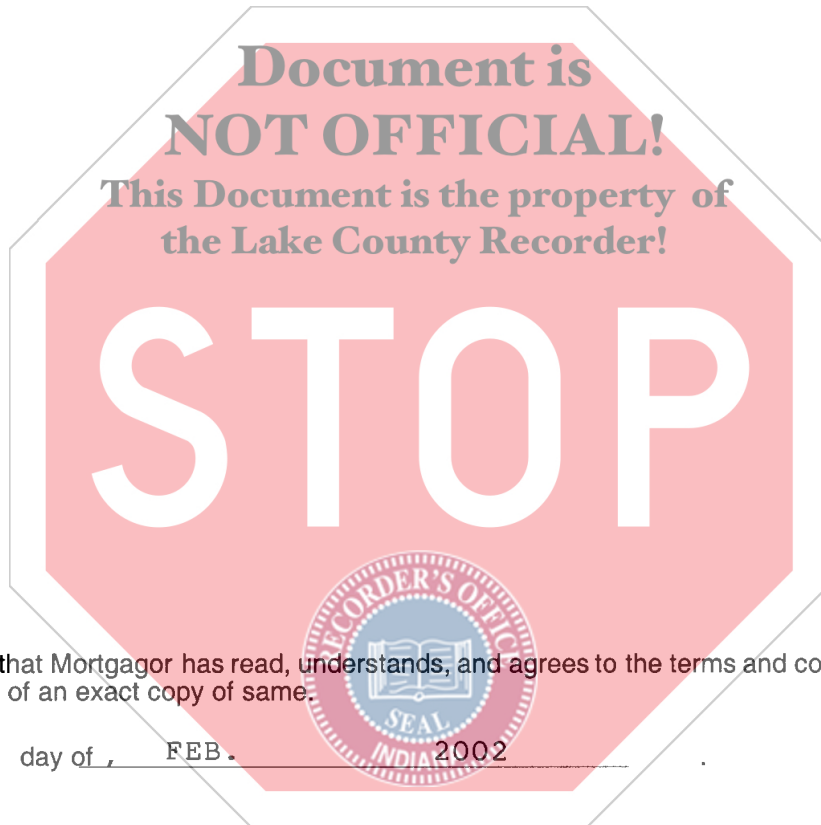 Document is
NOT OFFICIAL!
This Document is the property of
the Lake County Recorder!
STOP
RECORDER'S OFFICE
that Mortgagor has read, understands, and agrees to the terms and co
of an exact copy of same.
SEAL
day of , FEB. 2002 .
INDIANA